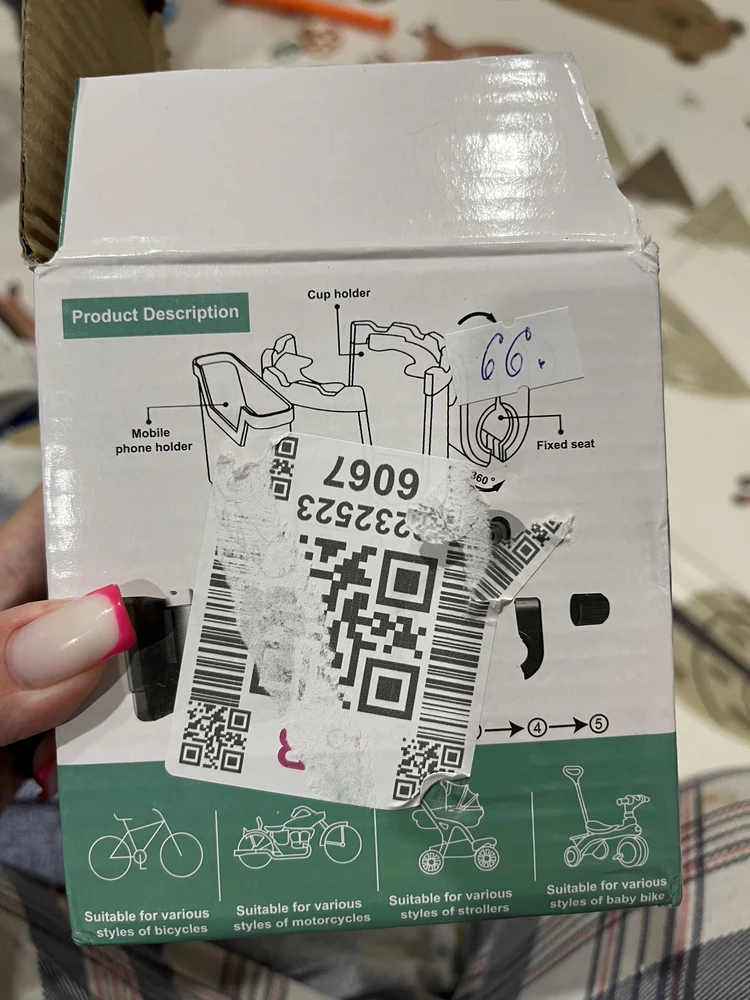 Product Description
Cup holder
66.
Mobile
phone holder
Fixed seat
360°
6067
232523
3
④ → ⑤
Suitable for various
styles of bicycles
Suitable for various
styles of motorcycles
Suitable for various
styles of strollers
Suitable for various
styles of baby bike